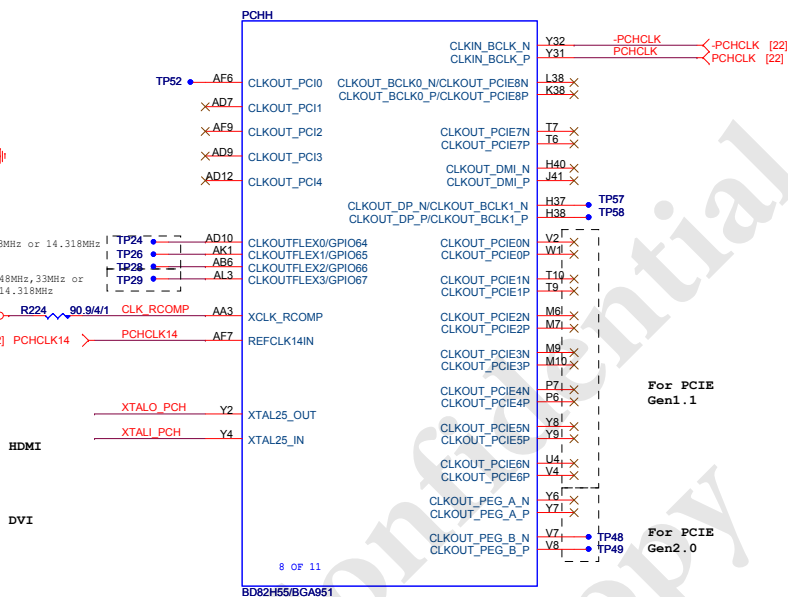 PCHH
CLKIN_BCLK_N Y32 -PCHCLK -PCHCLK [22]
CLKIN_BCLK_P Y31 PCHCLK PCHCLK [22]
TP52 AF6 CLKOUT_PCI0 CLKOUT_BCLK0_N/CLKOUT_PCIE8N L38
CLKOUT_BCLK0_P/CLKOUT_PCIE8P K38
AD7 CLKOUT_PCI1
AF9 CLKOUT_PCI2 CLKOUT_PCIE7N T7
CLKOUT_PCIE7P T6
AD9 CLKOUT_PCI3
CLKOUT_DMI_N H40
AD12 CLKOUT_PCI4 CLKOUT_DMI_P J41
CLKOUT_DP_N/CLKOUT_BCLK1_N H37 TP57
CLKOUT_DP_P/CLKOUT_BCLK1_P H38 TP58
MHz or 14.318MHz TP24 AD10 CLKOUTFLEX0/GPIO64 CLKOUT_PCIE0N V2
TP26 AK1 CLKOUTFLEX1/GPIO65 CLKOUT_PCIE0P W1
TP28 AB6 CLKOUTFLEX2/GPIO66
48MHz,33MHz or TP29 AL3 CLKOUTFLEX3/GPIO67 CLKOUT_PCIE1N T10
14.318MHz CLKOUT_PCIE1P T9
R224 90.9/4/1 CLK_RCOMP AA3 XCLK_RCOMP CLKOUT_PCIE2N M6
CLKOUT_PCIE2P M7
PCHCLK14 PCHCLK14 AF7 REFCLK14IN
CLKOUT_PCIE3N M9
CLKOUT_PCIE3P M10
CLKOUT_PCIE4N P7 For PCIE
CLKOUT_PCIE4P P6 Gen1.1
XTALO_PCH Y2 XTAL25_OUT
CLKOUT_PCIE5N Y8
XTALI_PCH Y4 XTAL25_IN CLKOUT_PCIE5P Y9
HDMI
CLKOUT_PCIE6N U4
CLKOUT_PCIE6P V4
CLKOUT_PEG_A_N Y6
CLKOUT_PEG_A_P Y7
DVI
CLKOUT_PEG_B_N V7 TP48 For PCIE
CLKOUT_PEG_B_P V8 TP49 Gen2.0
8 OF 11
BD82H55/BGA951
Confidential